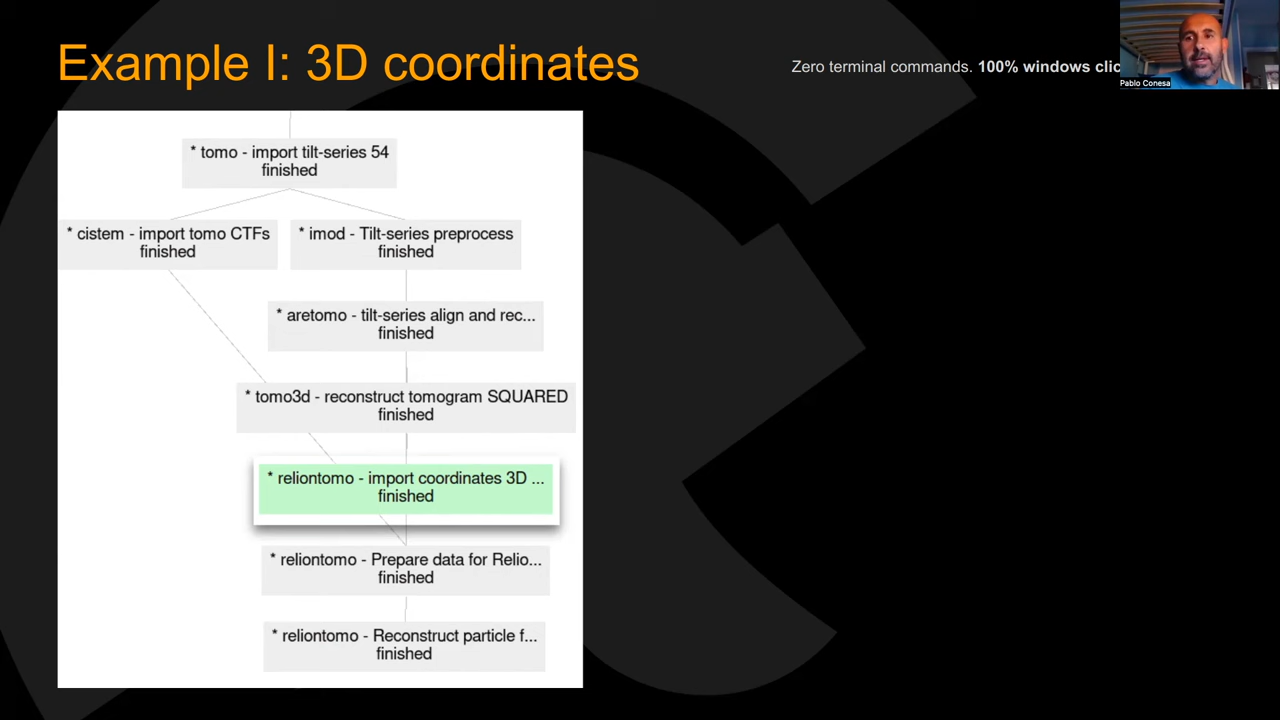 Example I: 3D coordinates
Zero terminal commands. 100% windows clic
Pablo Conesa
* tomo - import tilt-series 54
finished
* cistem - import tomo CTFs
finished
* imod - Tilt-series preprocess
finished
* aretomo - tilt-series align and rec...
finished
* tomo3d - reconstruct tomogram SQUARED
finished
* reliontomo - import coordinates 3D ...
finished
* reliontomo - Prepare data for Relio...
finished
* reliontomo - Reconstruct particle f...
finished